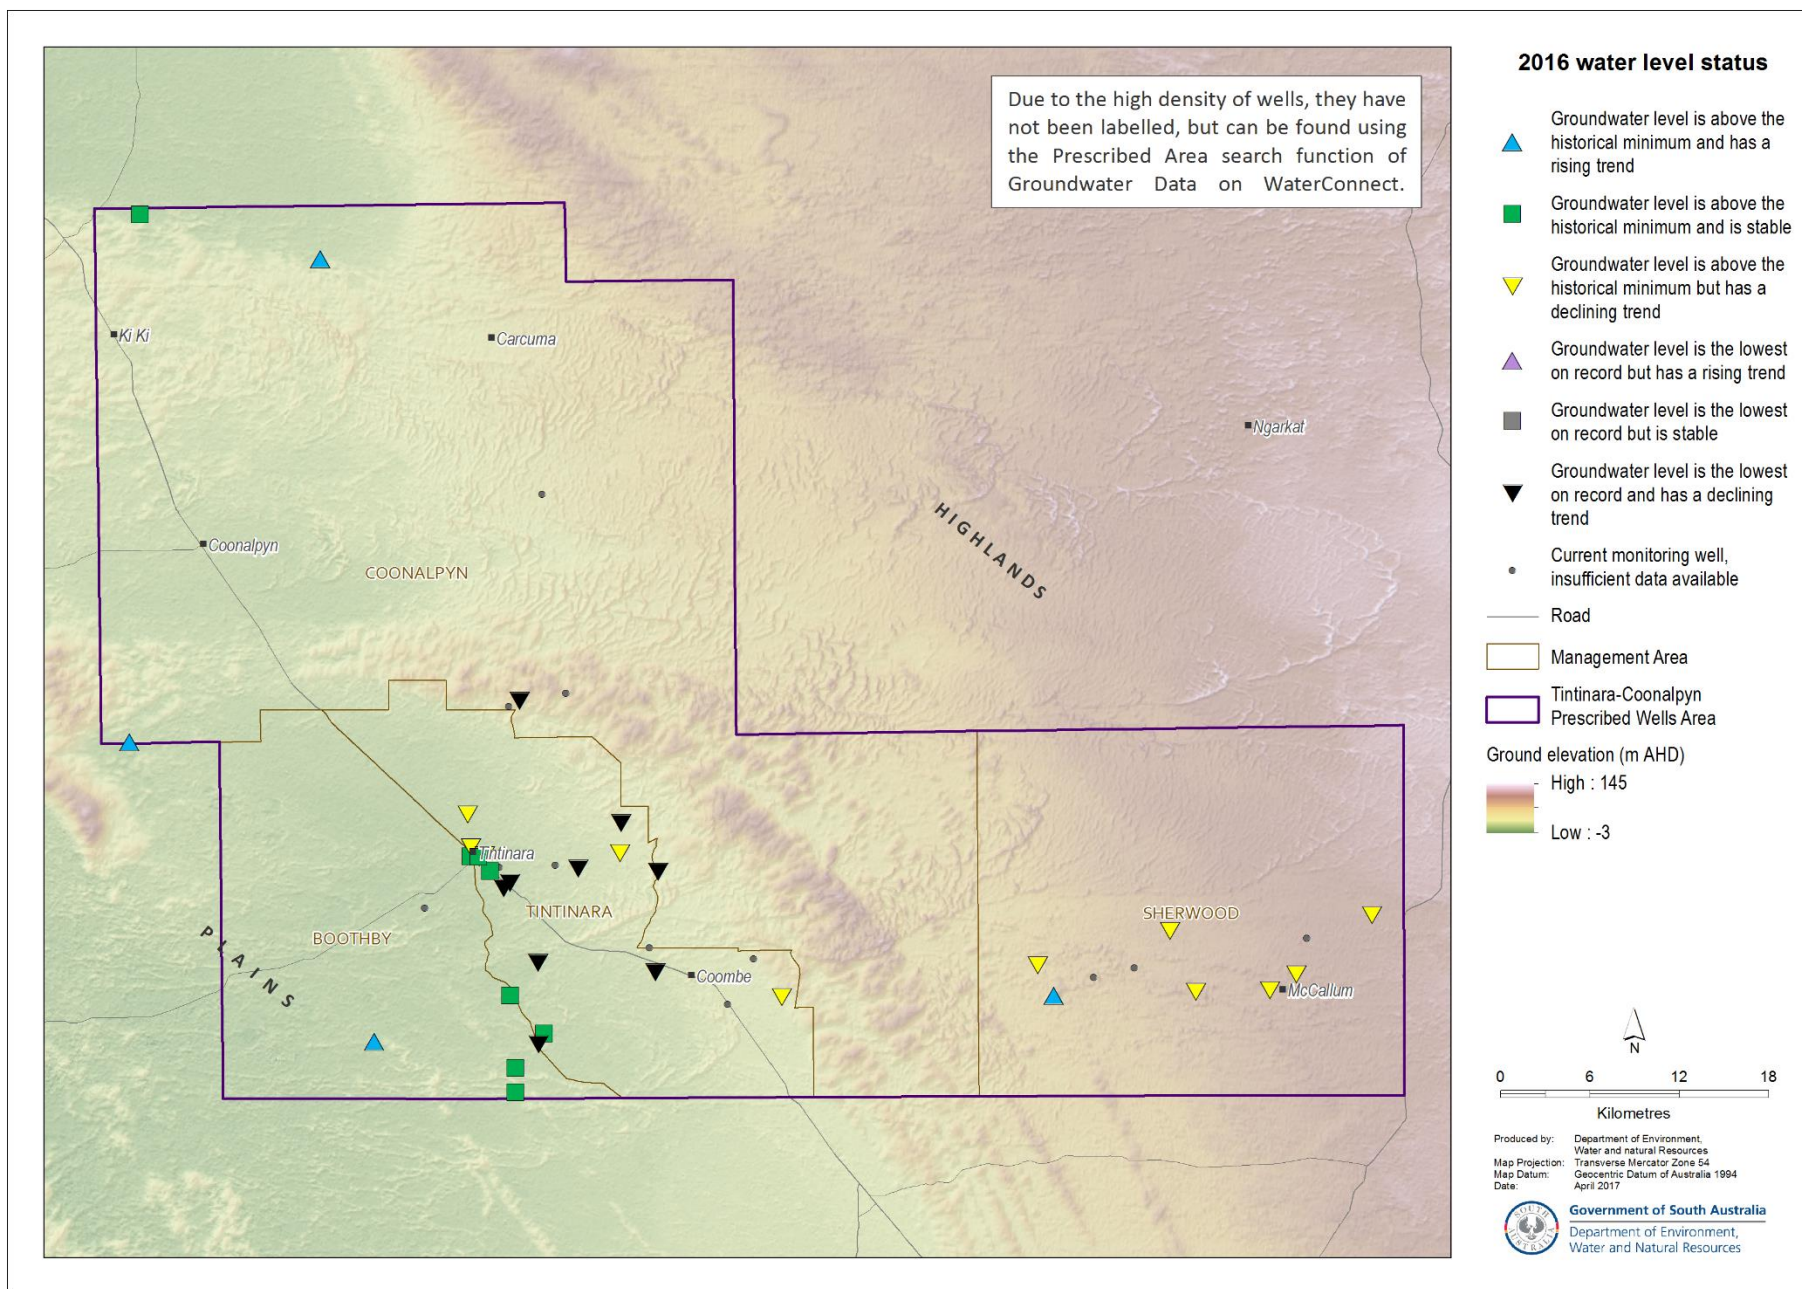 Due to the high density of wells, they have
not been labelled, but can be found using
the Prescribed Area search function of
Groundwater Data on WaterConnect.
Ki Ki
Carcuma
Ngarkat
HIGHLANDS
Coonalpyn
COONALPYN
Tintinara
TINTINARA
BOOTHBY
PLAINS
SHERWOOD
Coombe
McCallum
2016 water level status
Groundwater level is above the
historical minimum and has a
rising trend
Groundwater level is above the
historical minimum and is stable
Groundwater level is above the
historical minimum but has a
declining trend
Groundwater level is the lowest
on record but has a rising trend
Groundwater level is the lowest
on record but is stable
Groundwater level is the lowest
on record and has a declining
trend
Current monitoring well,
insufficient data available
Road
Management Area
Tintinara-Coonalpyn
Prescribed Wells Area
Ground elevation (m AHD)
High : 145
Low : -3
N
0 6 12 18
Kilometres
Produced by: Department of Environment,
Water and natural Resources
Map Projection: Transverse Mercator Zone 54
Map Datum: Geocentric Datum of Australia 1994
Date: April 2017
SOUTH AUSTRALIA
Government of South Australia
Department of Environment,
Water and Natural Resources